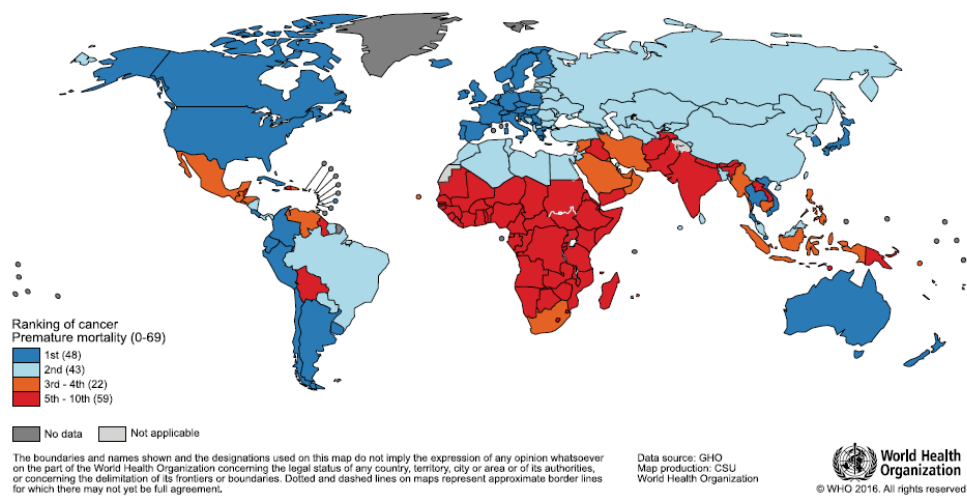 Ranking of cancer
Premature mortality (0-69)
1st (48)
2nd (43)
3rd - 4th (22)
5th - 10th (59)
No data
Not applicable
The boundaries and names shown and the designations used on this map do not imply the expression of any opinion whatsoever
on the part of the World Health Organization concerning the legal status of any country, territory, city or area or of its authorities,
or concerning the delimitation of its frontiers or boundaries. Dotted and dashed lines on maps represent approximate border lines
for which there may not yet be full agreement.
Data source: GHO
Map production: CSU
World Health Organization
World Health
Organization
© WHO 2016. All rights reserved